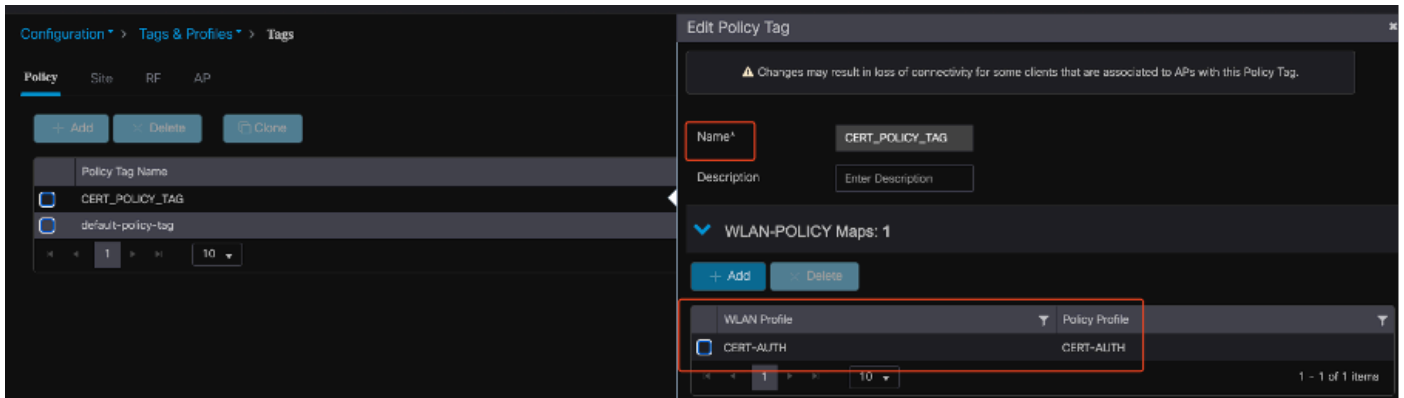 Configuration > Tags & Profiles > Tags
Policy Site RF AP
+ Add × Delete Clone
Policy Tag Name
CERT_POLICY_TAG
default-policy-tag
1 10
Edit Policy Tag ×
Changes may result in loss of connectivity for some clients that are associated to APs with this Policy Tag.
Name* CERT_POLICY_TAG
Description Enter Description
WLAN-POLICY Maps: 1
+ Add × Delete
WLAN Profile Policy Profile
CERT-AUTH CERT-AUTH
1 10 1 - 1 of 1 items